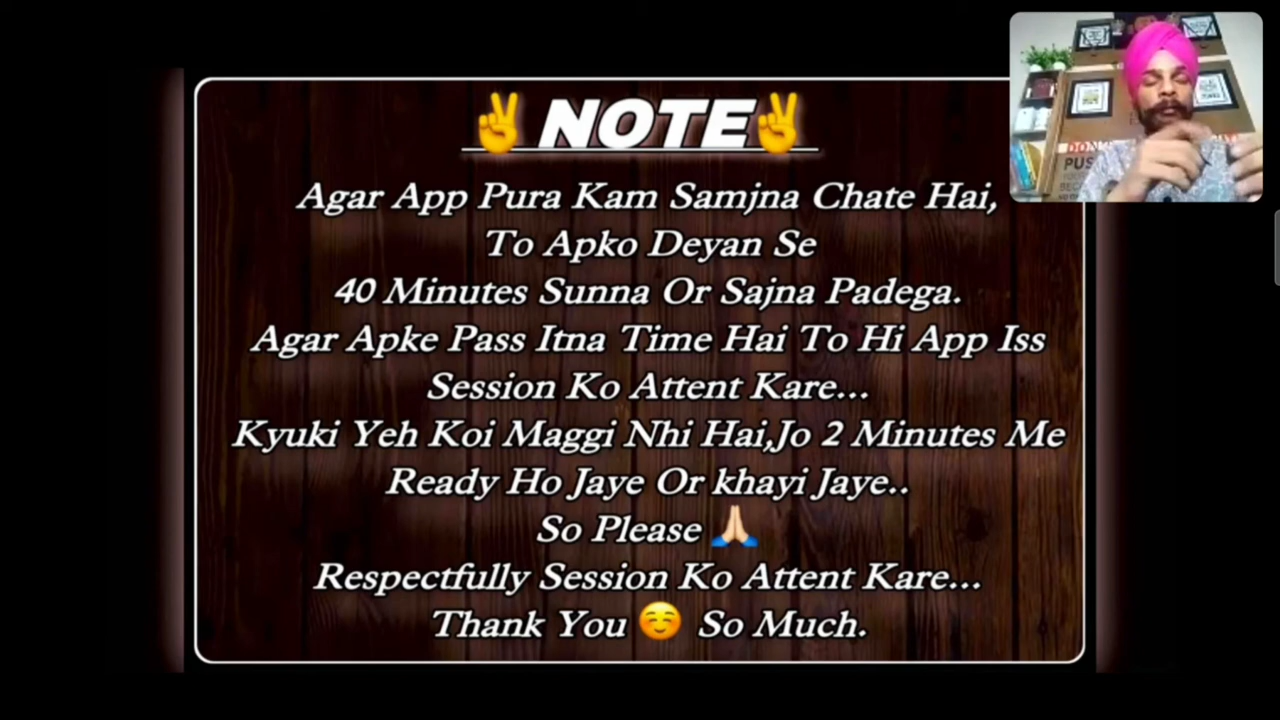 ✌️ NOTE ✌️
Agar App Pura Kam Samjna Chate Hai,
To Apko Deyan Se
40 Minutes Sunna Or Sajna Padega.
Agar Apke Pass Itna Time Hai To Hi App Iss
Session Ko Attent Kare...
Kyuki Yeh Koi Maggi Nhi Hai,Jo 2 Minutes Me
Ready Ho Jaye Or khayi Jaye..
So Please 🙏🏻
Respectfully Session Ko Attent Kare...
Thank You ☺️ So Much.